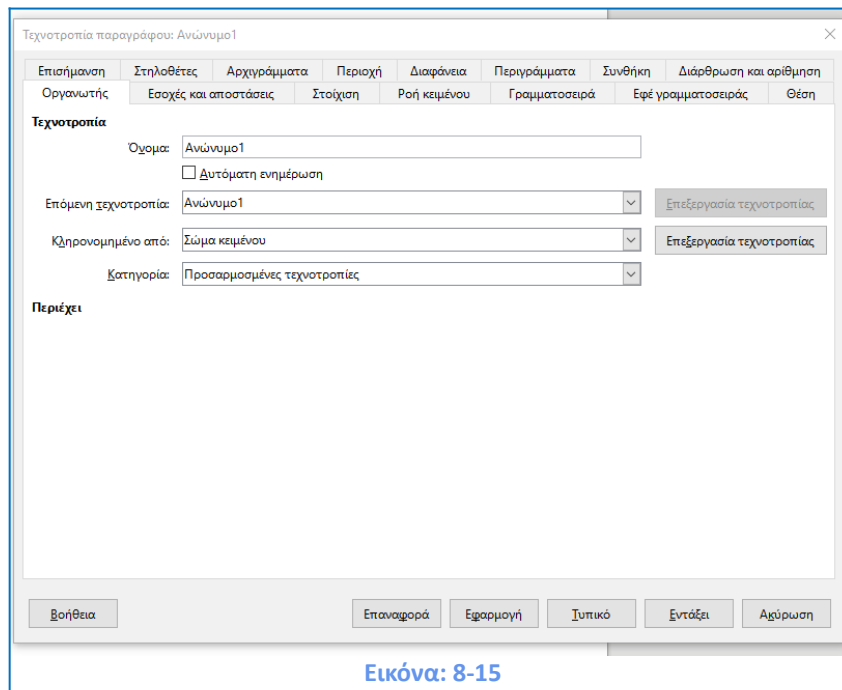 Τεχνοτροπία παραγράφου: Ανώνυμο1
Επισήμανση Στηλοθέτες Αρχιγράμματα Περιοχή Διαφάνεια Περιγράμματα Συνθήκη Διάρθρωση και αρίθμηση
Οργανωτής Εσοχές και αποστάσεις Στοίχιση Ροή κειμένου Γραμματοσειρά Εφέ γραμματοσειράς Θέση
Τεχνοτροπία
Όνομα: Ανώνυμο1
Αυτόματη ενημέρωση
Επόμενη τεχνοτροπία: Ανώνυμο1 Επεξεργασία τεχνοτροπίας
Κληρονομημένο από: Σώμα κειμένου Επεξεργασία τεχνοτροπίας
Κατηγορία: Προσαρμοσμένες τεχνοτροπίες
Περιέχει
Βοήθεια Επαναφορά Εφαρμογή Τυπικό Εντάξει Ακύρωση
Εικόνα: 8-15